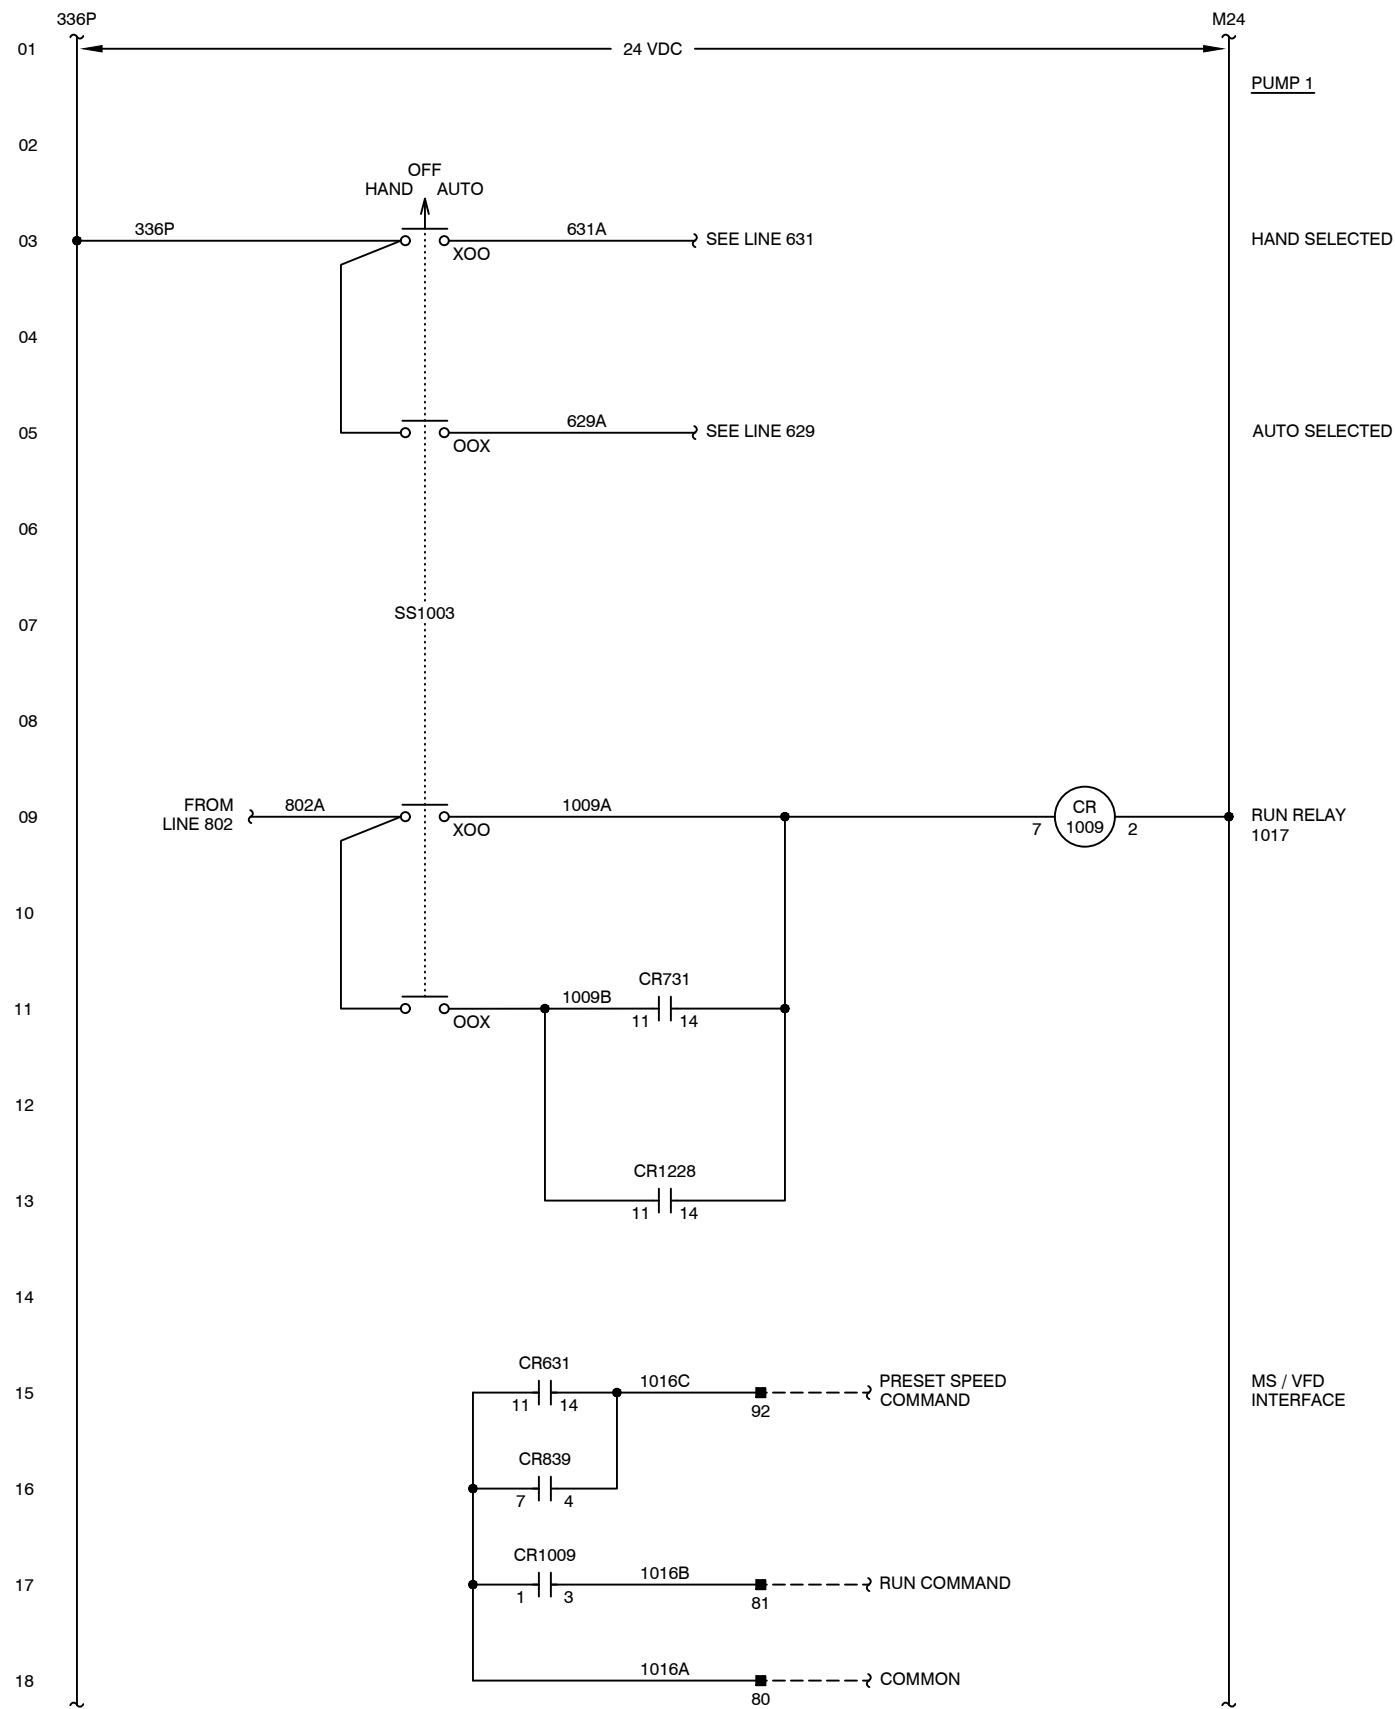 336P
M24
01
24 VDC
PUMP 1
02
OFF
HAND
AUTO
03
336P
XOO
631A
SEE LINE 631
HAND SELECTED
04
05
OOX
629A
SEE LINE 629
AUTO SELECTED
06
07
SS1003
08
09
FROM
LINE 802
802A
XOO
1009A
7
CR
1009
2
RUN RELAY
1017
10
11
OOX
1009B
CR731
11
14
12
13
CR1228
11
14
14
15
CR631
11
14
1016C
92
PRESET SPEED
COMMAND
MS / VFD
INTERFACE
16
CR839
7
4
17
CR1009
1
3
1016B
81
RUN COMMAND
18
1016A
80
COMMON